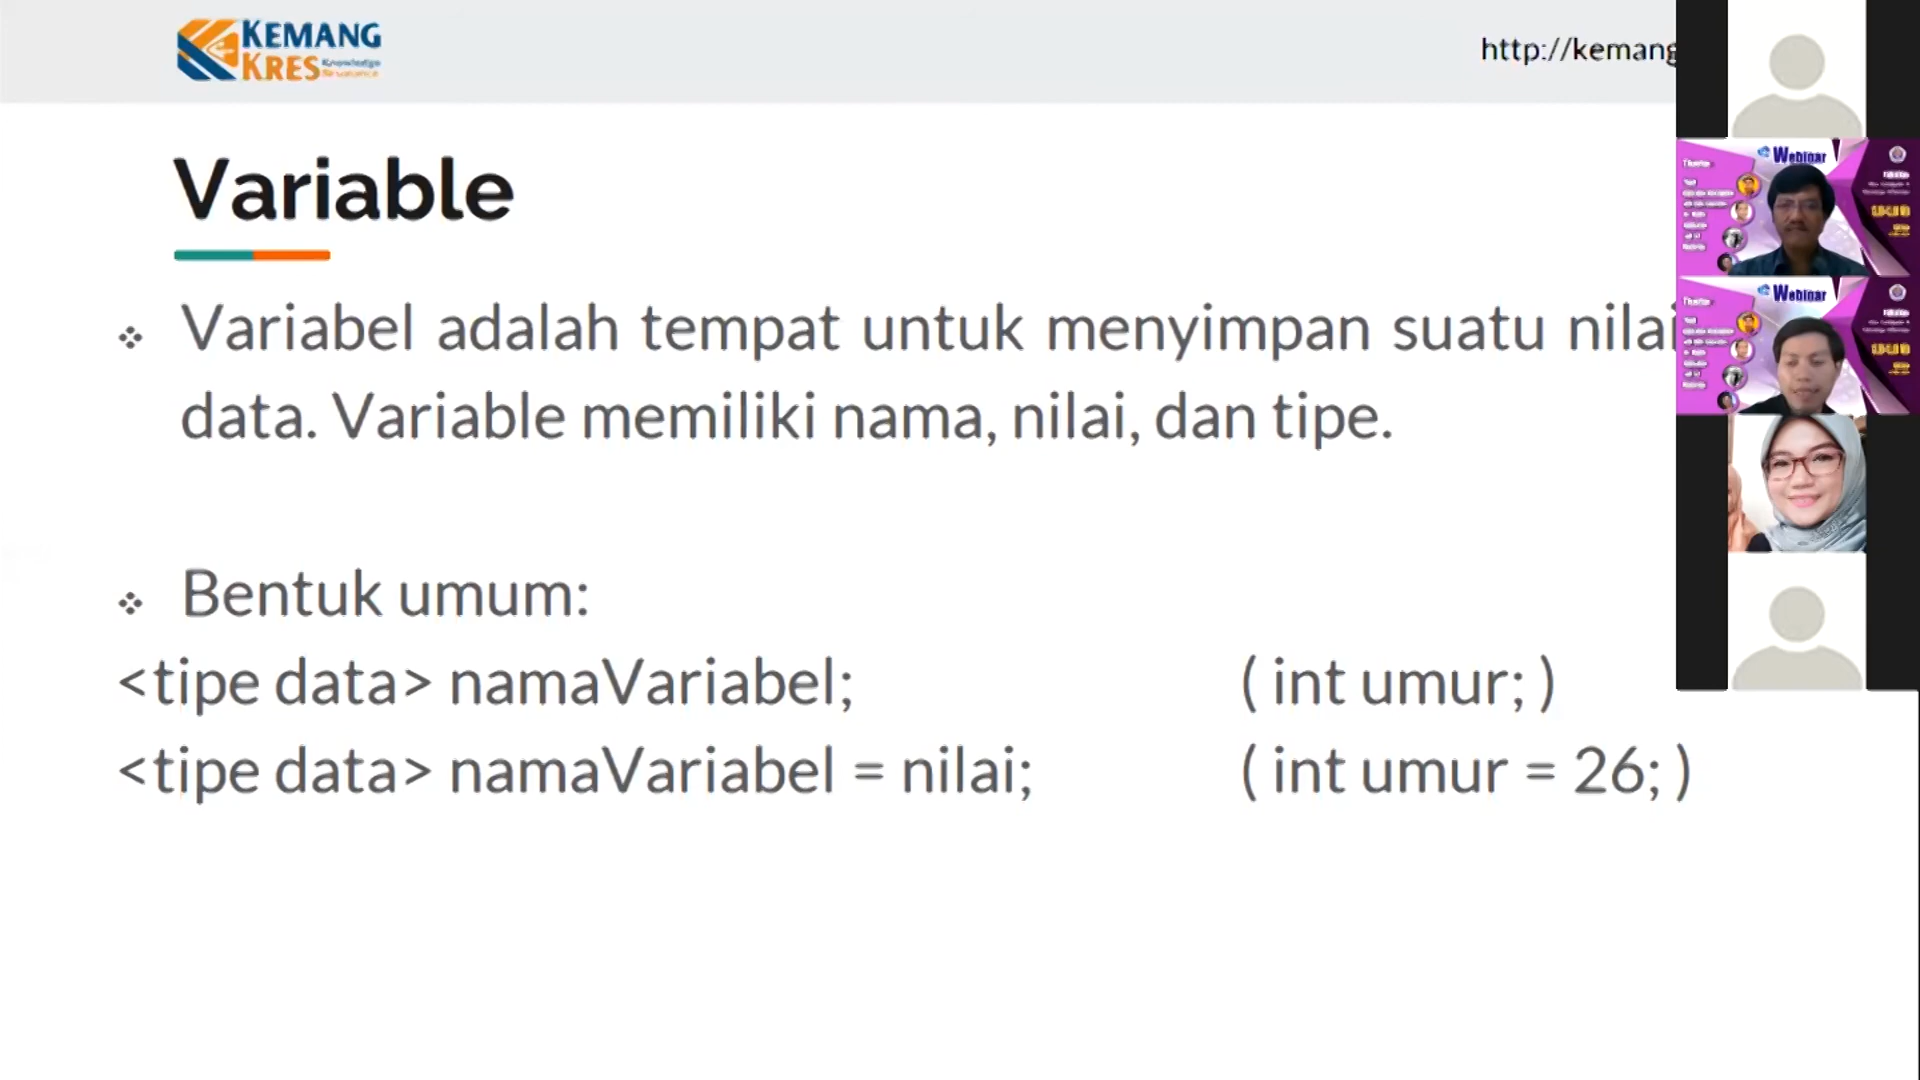 KEMANG
KRES Knowledge
http://kemang
Variable
Variabel adalah tempat untuk menyimpan suatu nilai
data. Variable memiliki nama, nilai, dan tipe.
Bentuk umum:
<tipe data> namaVariabel; ( int umur; )
<tipe data> namaVariabel = nilai; ( int umur = 26; )
Webinar
Webinar